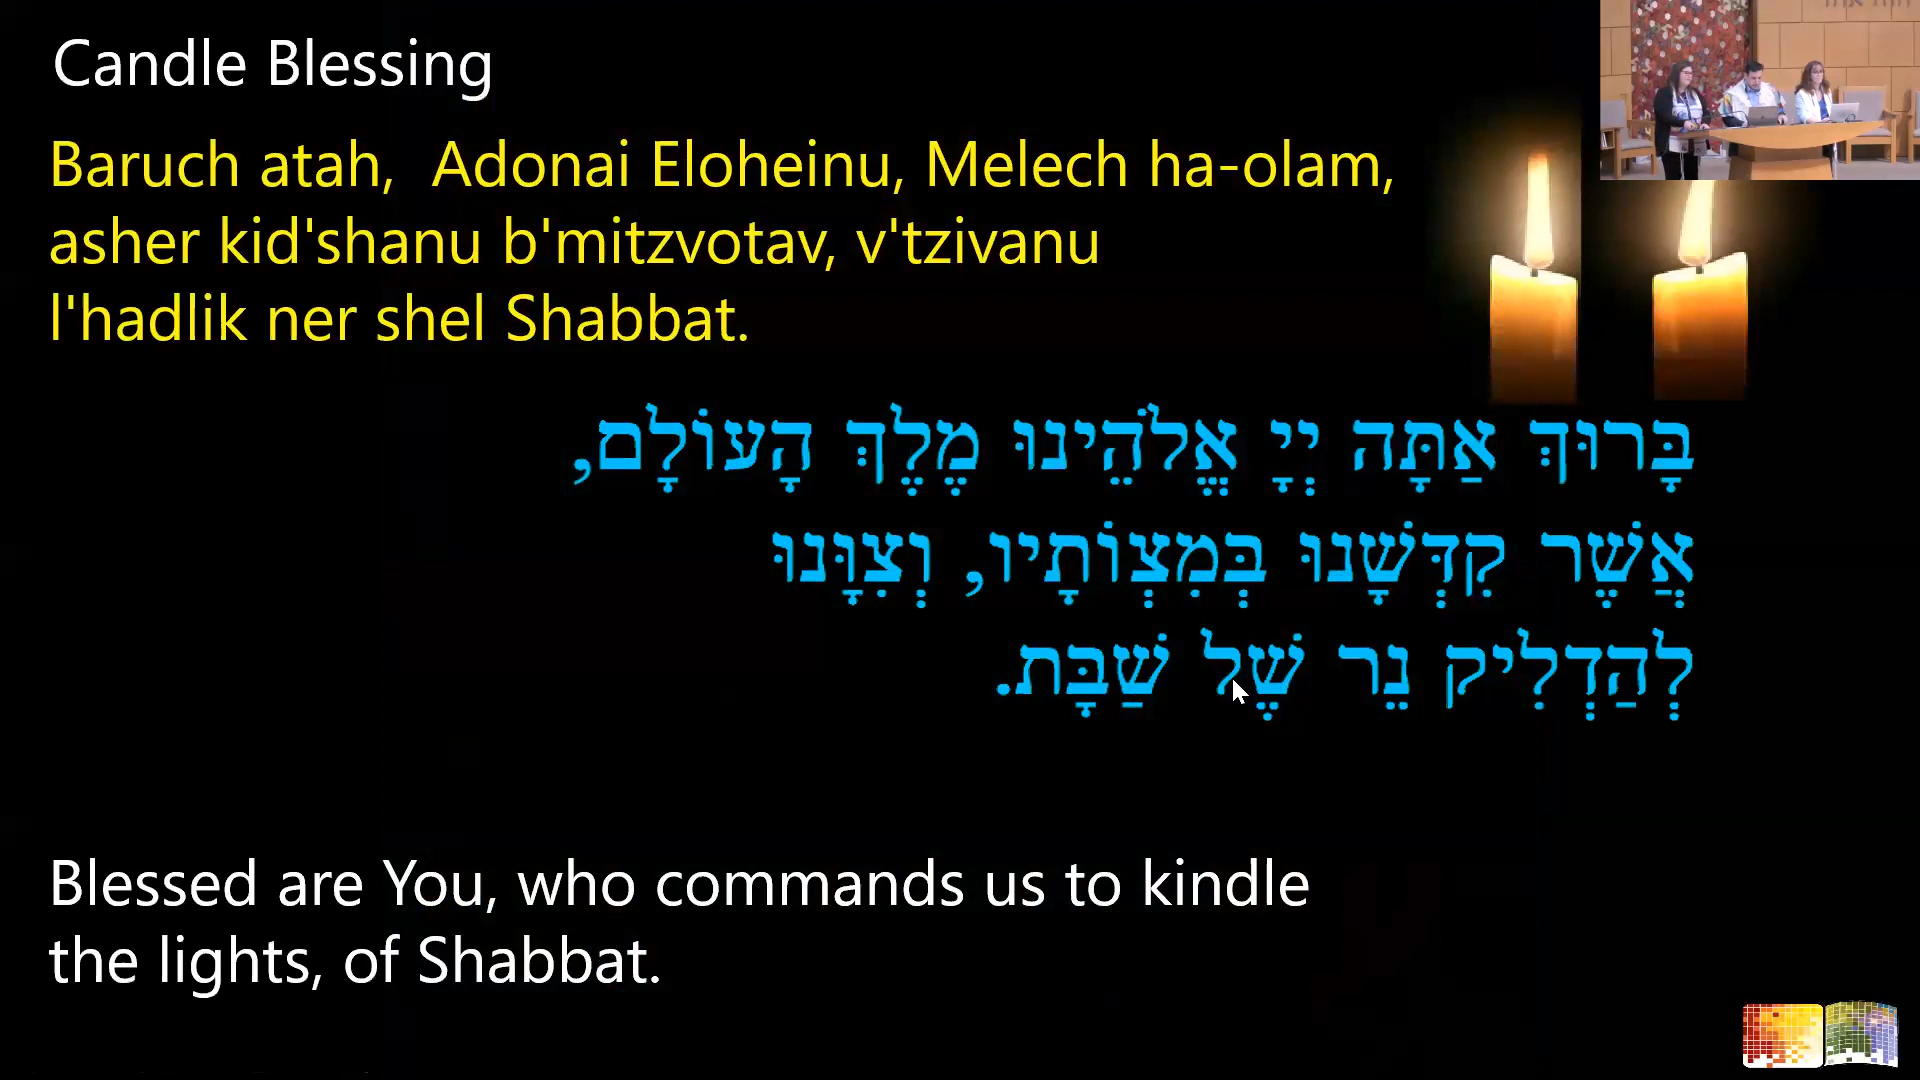 Candle Blessing
Baruch atah, Adonai Eloheinu, Melech ha-olam,
asher kid'shanu b'mitzvotav, v'tzivanu
l'hadlik ner shel Shabbat.
בָּרוּךְ אַתָּה יְיָ אֱלֹהֵינוּ מֶלֶךְ הָעוֹלָם,
אֲשֶׁר קִדְּשָׁנוּ בְּמִצְוֹתָיו, וְצִוָּנוּ
לְהַדְלִיק נֵר שֶׁל שַׁבָּת.
Blessed are You, who commands us to kindle
the lights, of Shabbat.